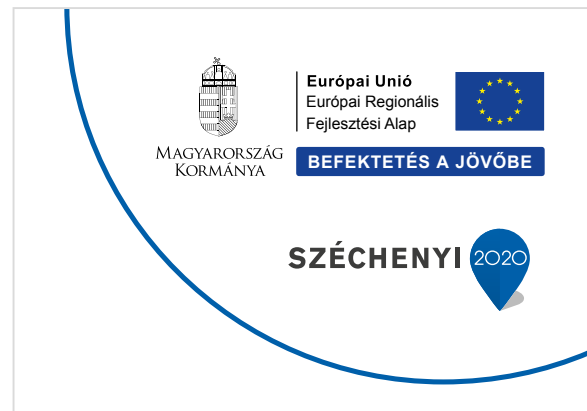 MAGYARORSZÁG
KORMÁNYA
Európai Unió
Európai Regionális
Fejlesztési Alap
BEFEKTETÉS A JÖVŐBE
SZÉCHENYI 2020